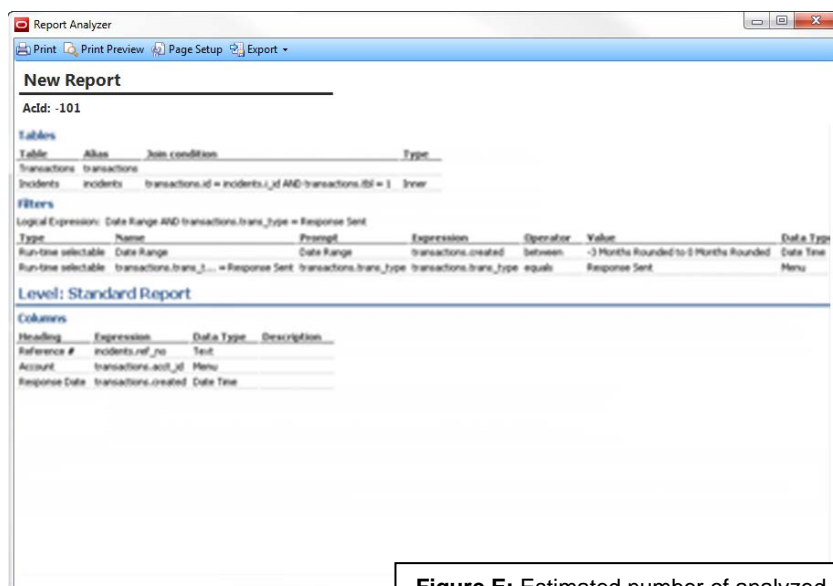 Report Analyzer
Print Print Preview Page Setup Export
New Report
AcId: -101
Tables
Table Alias Join condition Type
Transactions transactions
Incidents incidents transactions.id = incidents.i_id AND transactions.tbl = 1 Inner
Filters
Logical Expression: Date Range AND transactions.trans_type = Response Sent
Type Name Prompt Expression Operator Value Data Type
Run-time selectable Date Range Date Range transactions.created between -3 Months Rounded to 0 Months Rounded Date Time
Run-time selectable transactions.trans_t... = Response Sent transactions.trans_type transactions.trans_type equals Response Sent Menu
Level: Standard Report
Columns
Heading Expression Data Type Description
Reference # incidents.ref_no Text
Account transactions.acct_id Menu
Response Date transactions.created Date Time
Figure E: Estimated number of analyzed